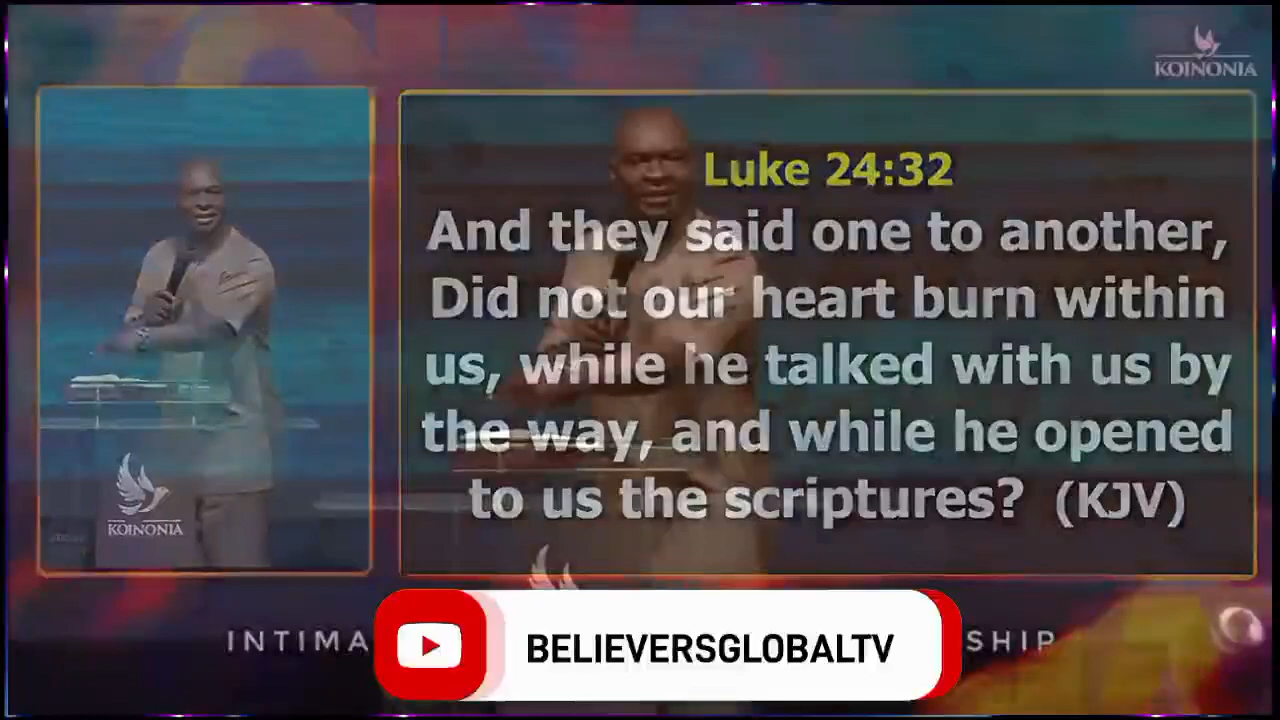 KOINONIA
Luke 24:32
And they said one to another,
Did not our heart burn within
us, while he talked with us by
the way, and while he opened
to us the scriptures? (KJV)
KOINONIA
INTIMA
SHIP
BELIEVERSGLOBALTV